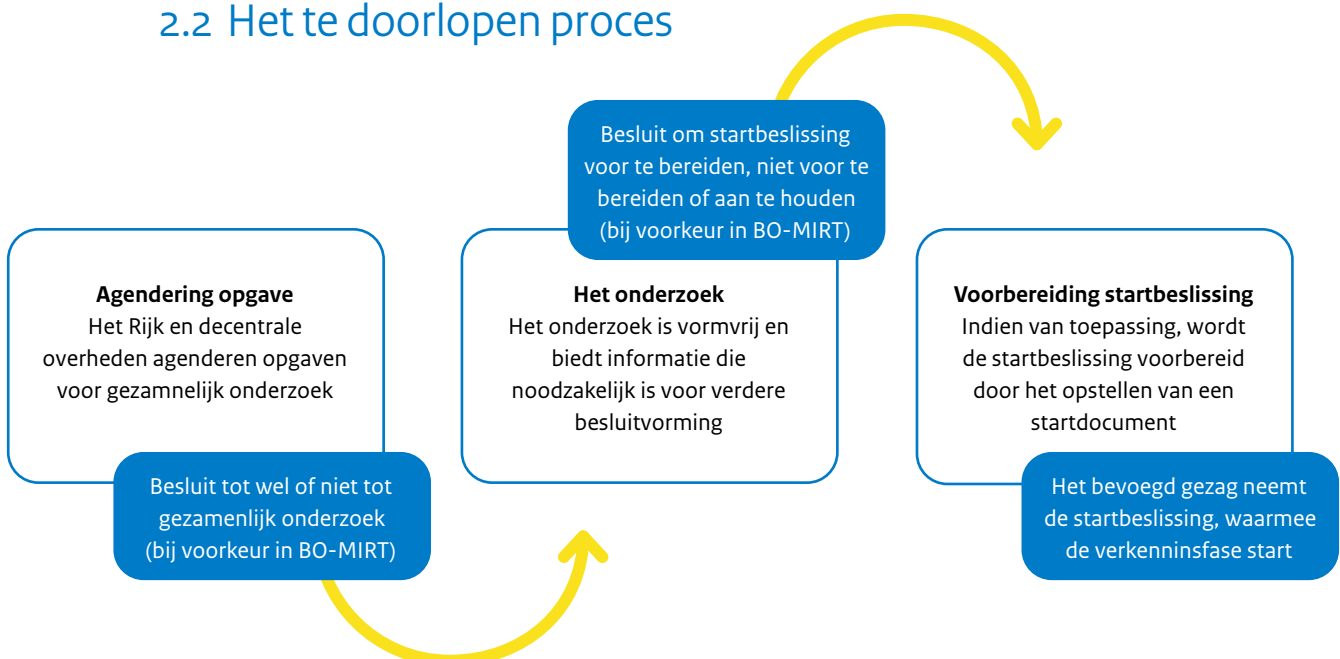 2.2 Het te doorlopen proces
Agendering opgave
Het Rijk en decentrale
overheden agenderen opgaven
voor gezamnelijk onderzoek
Besluit tot wel of niet tot
gezamenlijk onderzoek
(bij voorkeur in BO-MIRT)
Besluit om startbeslissing
voor te bereiden, niet voor te
bereiden of aan te houden
(bij voorkeur in BO-MIRT)
Het onderzoek
Het onderzoek is vormvrij en
biedt informatie die
noodzakelijk is voor verdere
besluitvorming
Voorbereiding startbeslissing
Indien van toepassing, wordt
de startbeslissing voorbereid
door het opstellen van een
startdocument
Het bevoegd gezag neemt
de startbeslissing, waarmee
de verkenninsfase start